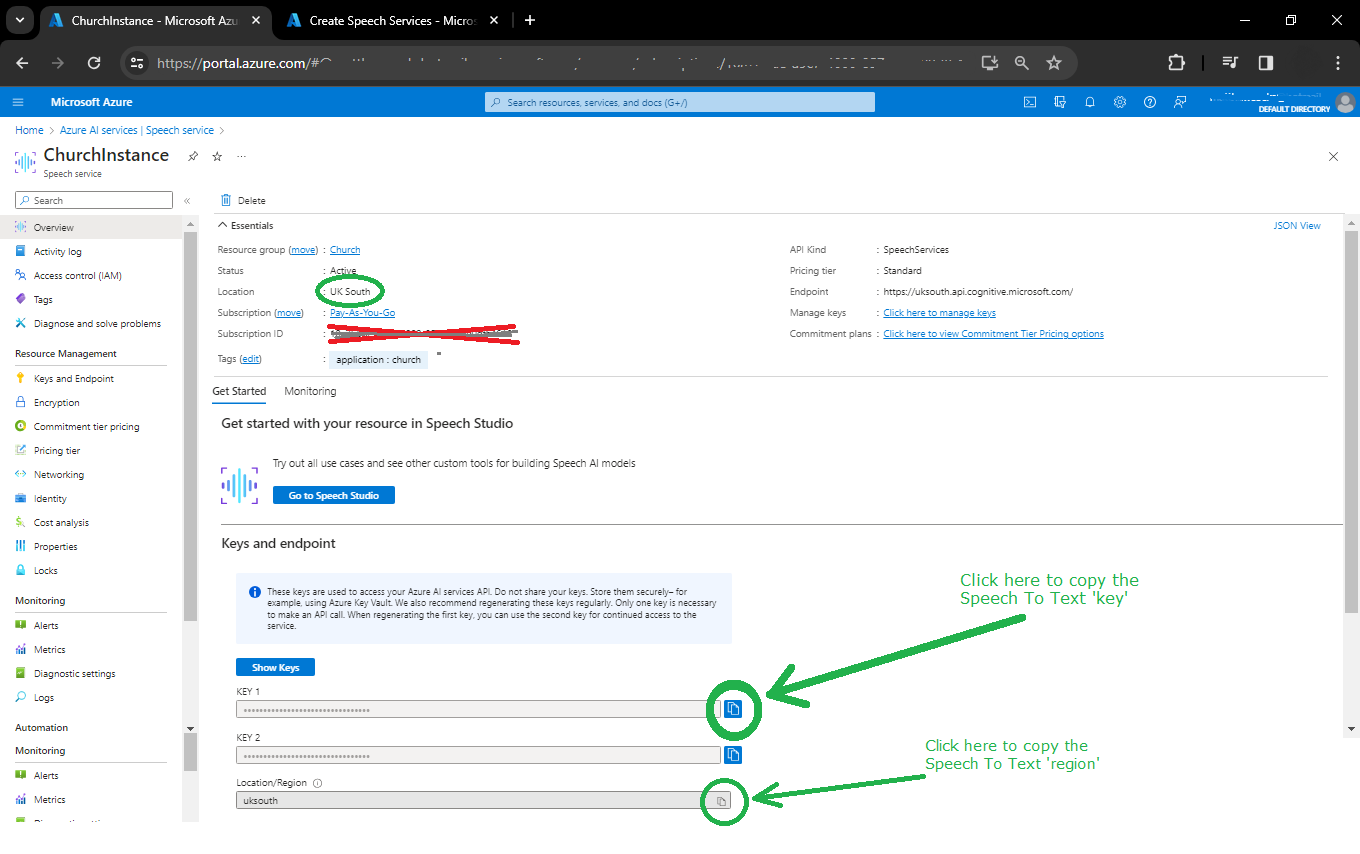 ChurchInstance - Microsoft Azu
Create Speech Services - Micros
https://portal.azure.com/#
Microsoft Azure
Search resources, services, and docs (G+/)
DEFAULT DIRECTORY
Home > Azure AI services | Speech service >
ChurchInstance
Speech service
Search
Overview
Activity log
Access control (IAM)
Tags
Diagnose and solve problems
Resource Management
Keys and Endpoint
Encryption
Commitment tier pricing
Pricing tier
Networking
Identity
Cost analysis
Properties
Locks
Monitoring
Alerts
Metrics
Diagnostic settings
Logs
Automation
Monitoring
Alerts
Metrics
Delete
Essentials
JSON View
Resource group (move) : Church
Status : Active
Location : UK South
Subscription (move) : Pay-As-You-Go
Subscription ID :
Tags (edit) : application : church
API Kind : SpeechServices
Pricing tier : Standard
Endpoint : https://uksouth.api.cognitive.microsoft.com/
Manage keys : Click here to manage keys
Commitment plans : Click here to view Commitment Tier Pricing options
Get Started Monitoring
Get started with your resource in Speech Studio
Try out all use cases and see other custom tools for building Speech AI models
Go to Speech Studio
Keys and endpoint
These keys are used to access your Azure AI services API. Do not share your keys. Store them securely– for
example, using Azure Key Vault. We also recommend regenerating these keys regularly. Only one key is necessary
to make an API call. When regenerating the first key, you can use the second key for continued access to the
service.
Show Keys
KEY 1
••••••••••••••••••••••••••••••••
KEY 2
••••••••••••••••••••••••••••••••
Location/Region
uksouth
Click here to copy the
Speech To Text 'key'
Click here to copy the
Speech To Text 'region'